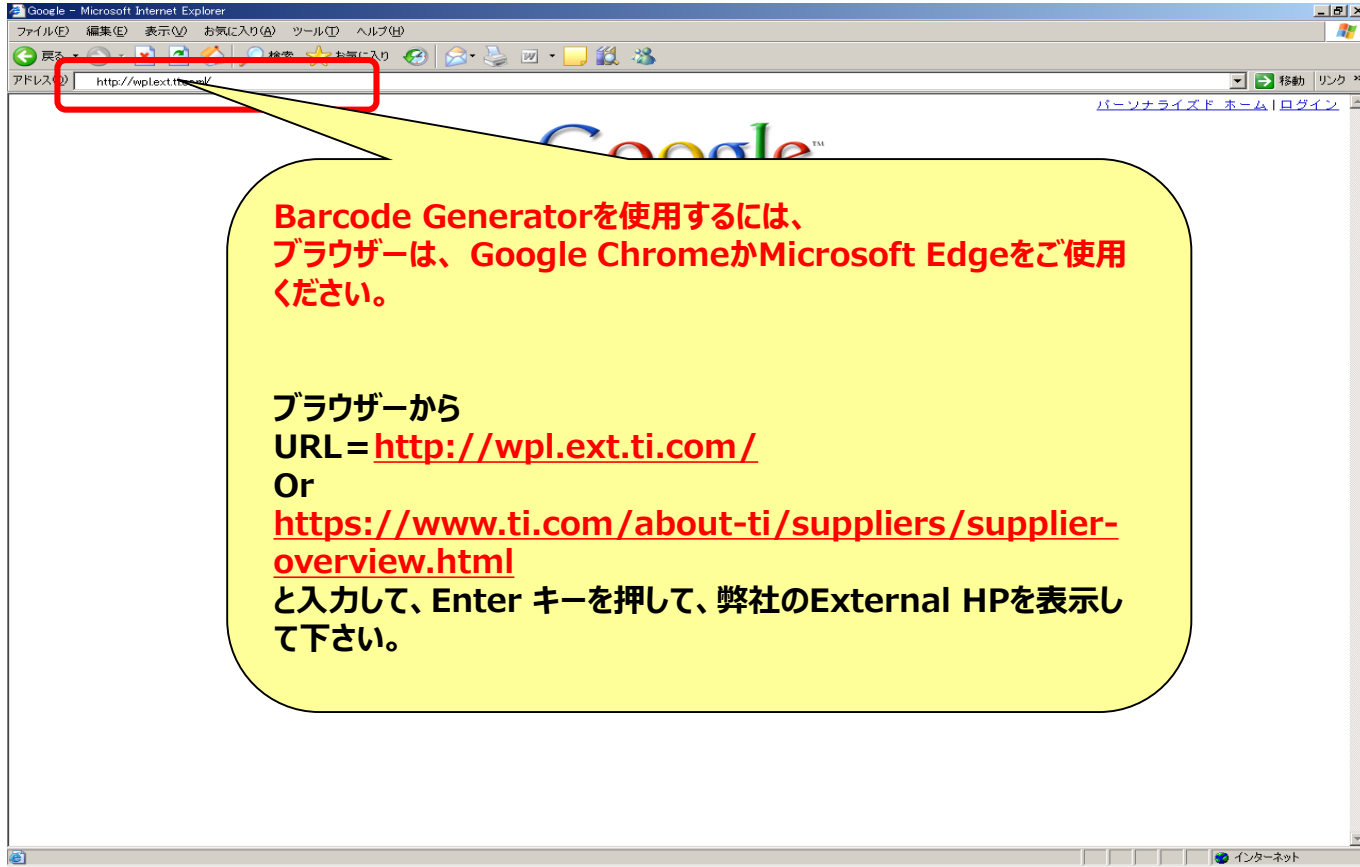 Google - Microsoft Internet Explorer
ファイル(F) 編集(E) 表示(V) お気に入り(A) ツール(T) ヘルプ(H)
戻る 検索 お気に入り
アドレス(D) http://wpl.ext.ti.com/ 移動 リンク »
パーソナライズド ホーム | ログイン
Google™
Barcode Generatorを使用するには、
ブラウザーは、Google ChromeかMicrosoft Edgeをご使用
ください。
ブラウザーから
URL=http://wpl.ext.ti.com/
Or
https://www.ti.com/about-ti/suppliers/supplier-
overview.html
と入力して、Enter キーを押して、弊社のExternal HPを表示し
て下さい。
インターネット